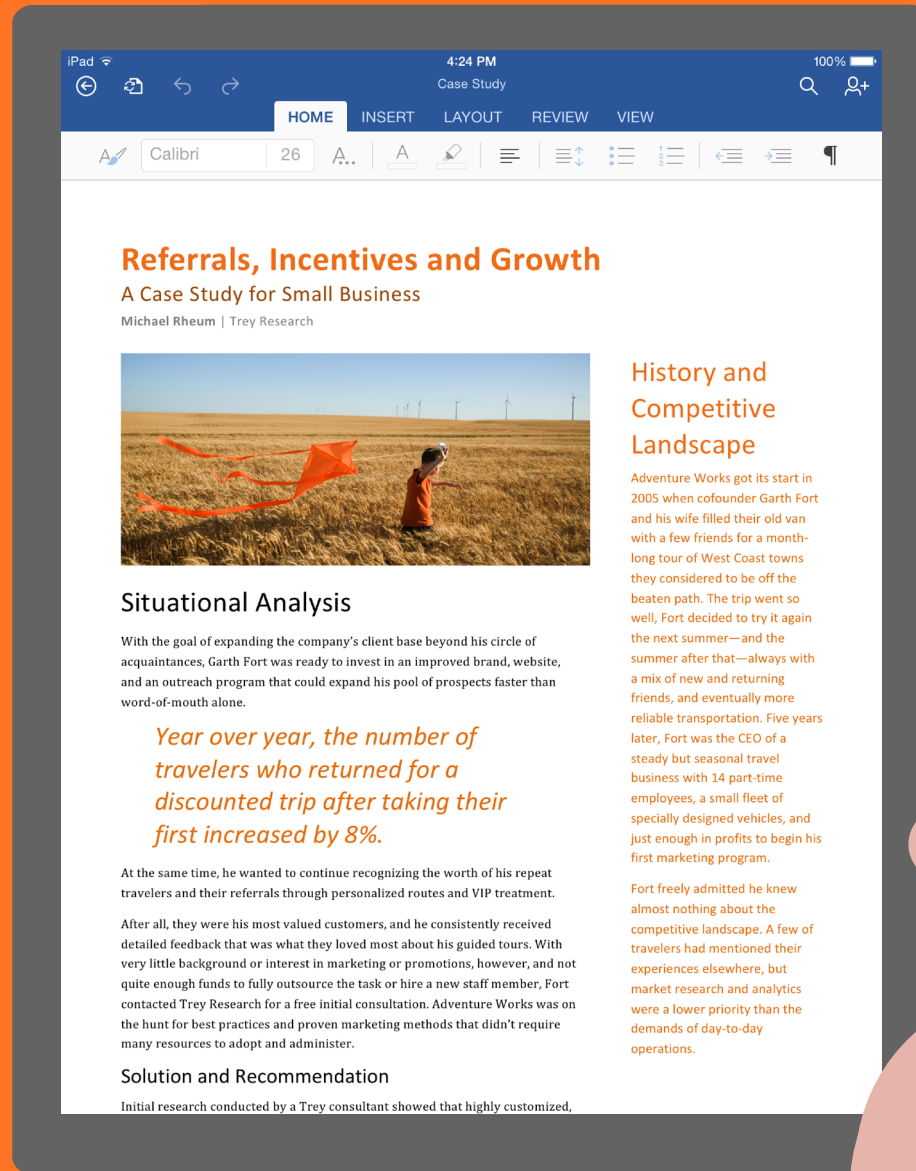 iPad
4:24 PM
100%
Case Study
HOME
INSERT
LAYOUT
REVIEW
VIEW
Calibri
26
A..
A
1
2
3
¶
Referrals, Incentives and Growth
A Case Study for Small Business
Michael Rheum | Trey Research
Situational Analysis
With the goal of expanding the company's client base beyond his circle of
acquaintances, Garth Fort was ready to invest in an improved brand, website,
and an outreach program that could expand his pool of prospects faster than
word-of-mouth alone.
Year over year, the number of
travelers who returned for a
discounted trip after taking their
first increased by 8%.
At the same time, he wanted to continue recognizing the worth of his repeat
travelers and their referrals through personalized routes and VIP treatment.
After all, they were his most valued customers, and he consistently received
detailed feedback that was what they loved most about his guided tours. With
very little background or interest in marketing or promotions, however, and not
quite enough funds to fully outsource the task or hire a new staff member, Fort
contacted Trey Research for a free initial consultation. Adventure Works was on
the hunt for best practices and proven marketing methods that didn't require
many resources to adopt and administer.
Solution and Recommendation
Initial research conducted by a Trey consultant showed that highly customized,
History and
Competitive
Landscape
Adventure Works got its start in
2005 when cofounder Garth Fort
and his wife filled their old van
with a few friends for a month-
long tour of West Coast towns
they considered to be off the
beaten path. The trip went so
well, Fort decided to try it again
the next summer—and the
summer after that—always with
a mix of new and returning
friends, and eventually more
reliable transportation. Five years
later, Fort was the CEO of a
steady but seasonal travel
business with 14 part-time
employees, a small fleet of
specially designed vehicles, and
just enough in profits to begin his
first marketing program.
Fort freely admitted he knew
almost nothing about the
competitive landscape. A few of
travelers had mentioned their
experiences elsewhere, but
market research and analytics
were a lower priority than the
demands of day-to-day
operations.